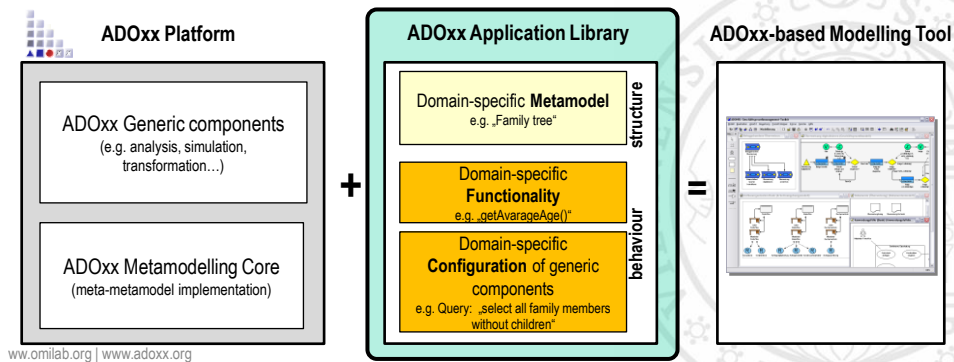 ADOxx Platform
ADOxx Generic components
(e.g. analysis, simulation,
transformation…)
ADOxx Metamodelling Core
(meta-metamodel implementation)
+
ADOxx Application Library
Domain-specific Metamodel
e.g. „Family tree“
structure
Domain-specific
Functionality
e.g. „getAvarageAge()“
Domain-specific
Configuration of generic
components
e.g. Query: „select all family members
without children“
behaviour
=
ADOxx-based Modelling Tool
ww.omilab.org | www.adoxx.org